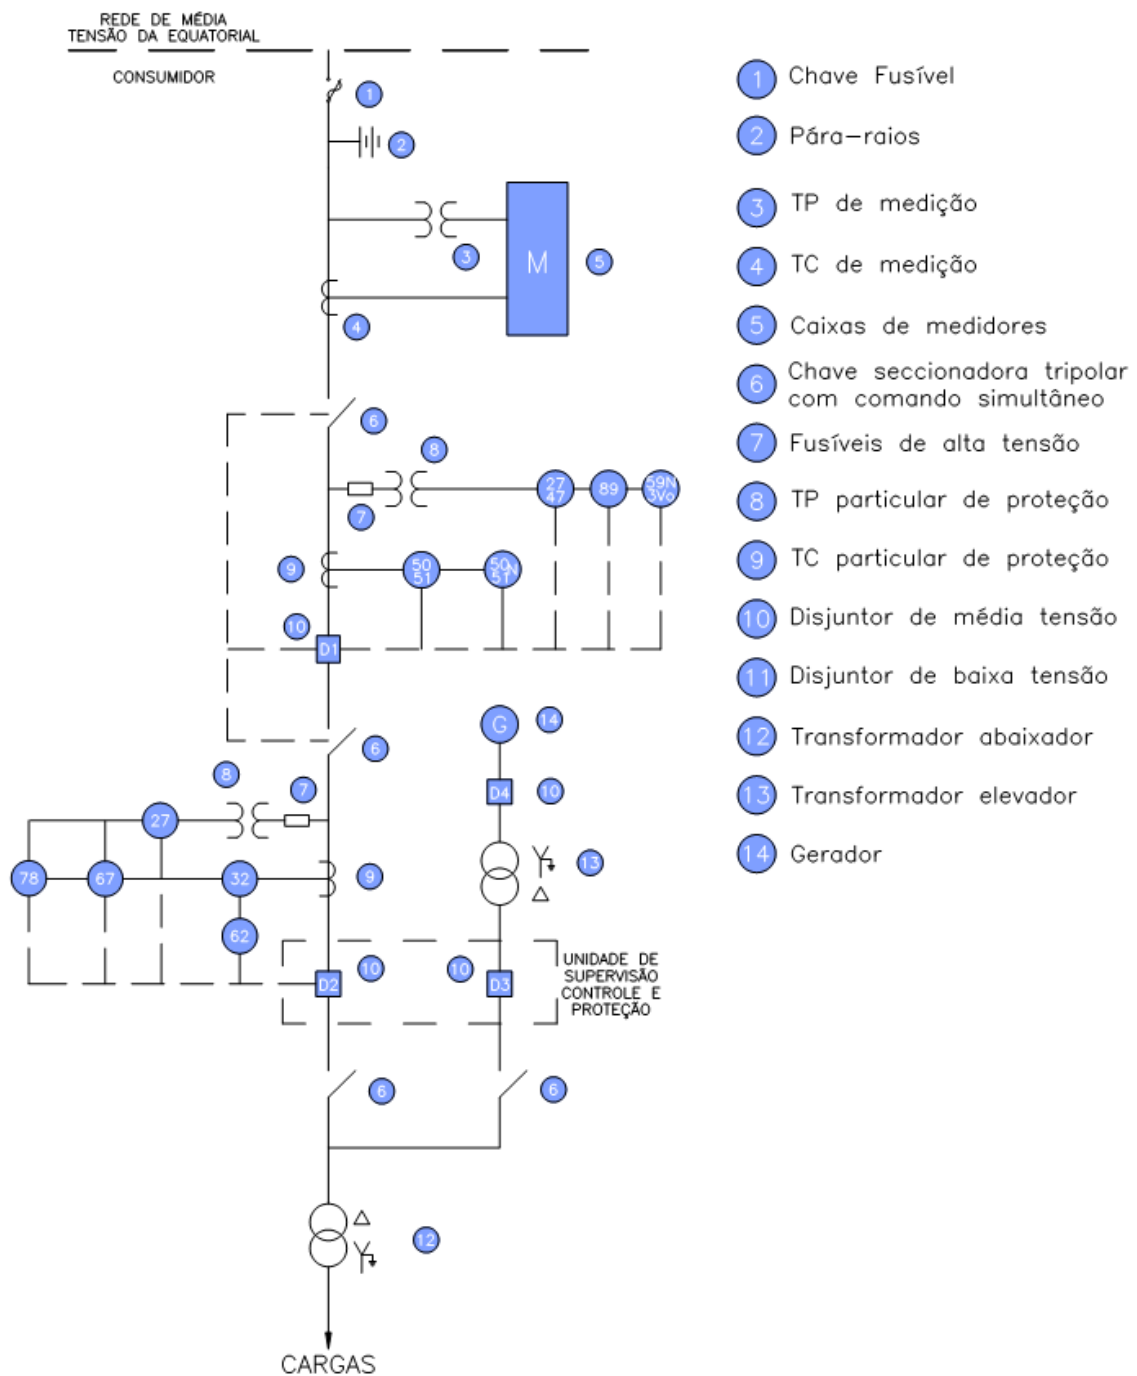 REDE DE MÉDIA
TENSÃO DA EQUATORIAL
CONSUMIDOR
1
2
3
M
5
4
6
8
27
47
89
59N
3Vo
7
9
50
51
50
51
N
10
D1
6
G
14
8
7
D4
10
27
13
78
67
32
9
62
10
10
D2
D3
UNIDADE DE
SUPERVISÃO
CONTROLE E
PROTEÇÃO
6
6
12
CARGAS
1 Chave Fusível
2 Pára-raios
3 TP de medição
4 TC de medição
5 Caixas de medidores
6 Chave seccionadora tripolar
com comando simultâneo
7 Fusíveis de alta tensão
8 TP particular de proteção
9 TC particular de proteção
10 Disjuntor de média tensão
11 Disjuntor de baixa tensão
12 Transformador abaixador
13 Transformador elevador
14 Gerador